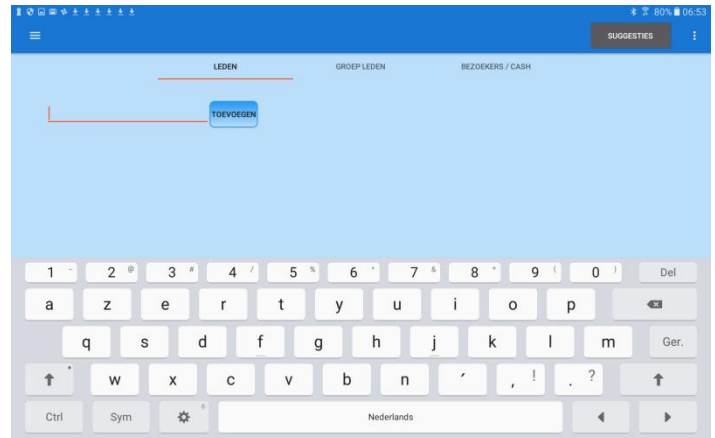 80% 06:53
SUGGESTIES
LEDEN GROEP LEDEN BEZOEKERS / CASH
TOEVOEGEN
1 - 2 @ 3 # 4 / 5 % 6 ' 7 & 8 * 9 ( 0 ) Del
a z e r t y u i o p
q s d f g h j k l m Ger.
w x c v b n ´ , ! . ?
Ctrl Sym Nederlands